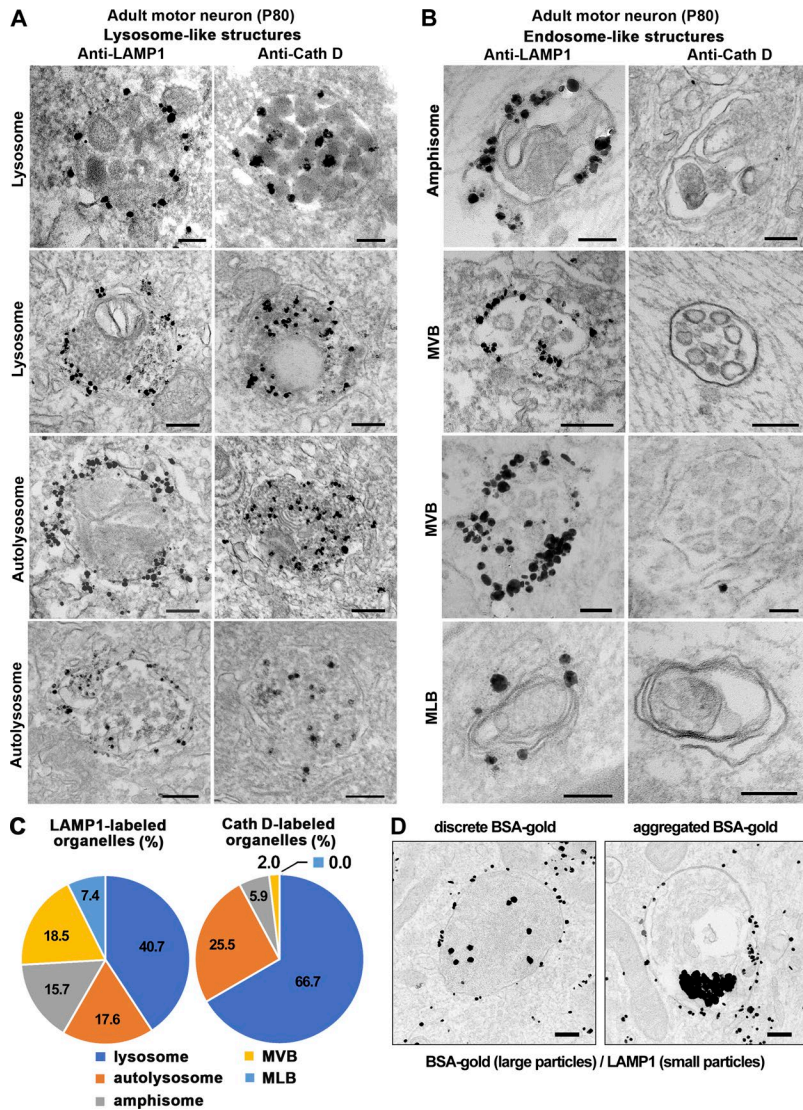 A
Adult motor neuron (P80)
Lysosome-like structures
Anti-LAMP1 Anti-Cath D
Lysosome
Lysosome
Autolysosome
Autolysosome
B
Adult motor neuron (P80)
Endosome-like structures
Anti-LAMP1 Anti-Cath D
Amphisome
MVB
MVB
MLB
C
LAMP1-labeled
organelles (%)
7.4
18.5
40.7
15.7
17.6
Cath D-labeled
organelles (%)
2.0 0.0
5.9
25.5
66.7
lysosome
autolysosome
amphisome
MVB
MLB
D
discrete BSA-gold aggregated BSA-gold
BSA-gold (large particles) / LAMP1 (small particles)